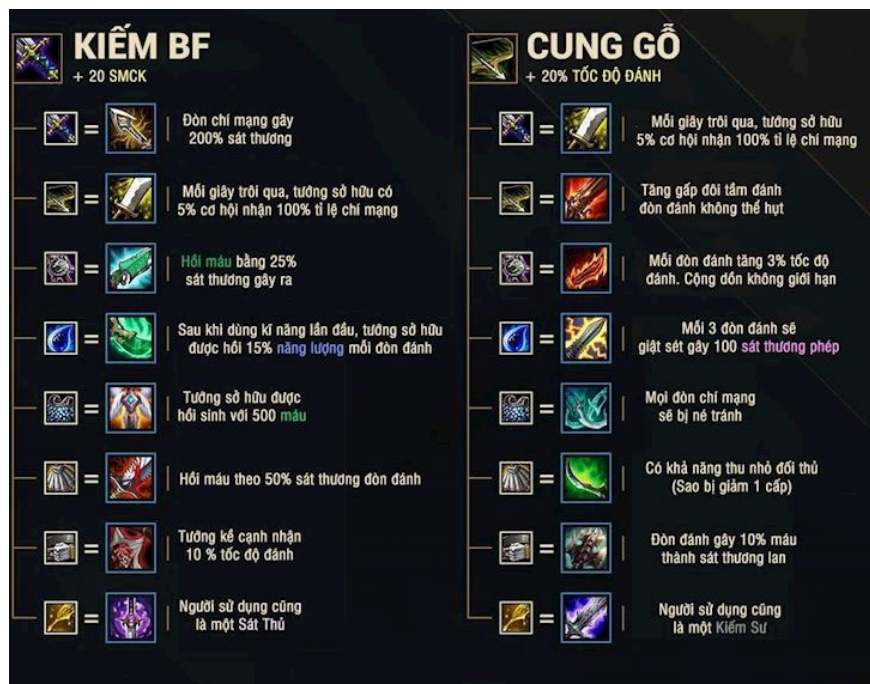 KIẾM BF
+ 20 SMCK
=
Đòn chí mạng gây
200% sát thương
=
Mỗi giây trôi qua, tướng sở hữu có
5% cơ hội nhận 100% tỉ lệ chí mạng
=
Hồi máu bằng 25%
sát thương gây ra
=
Sau khi dùng kĩ năng lần đầu, tướng sở hữu
được hồi 15% năng lượng mỗi đòn đánh
=
Tướng sở hữu được
hồi sinh với 500 máu
=
Hồi máu theo 50% sát thương đòn đánh
=
Tướng kề cạnh nhận
10 % tốc độ đánh
=
Người sử dụng cũng
là một Sát Thủ
CUNG GỖ
+ 20% TỐC ĐỘ ĐÁNH
=
Mỗi giây trôi qua, tướng sở hữu
5% cơ hội nhận 100% tỉ lệ chí mạng
=
Tăng gấp đôi tầm đánh
đòn đánh không thể hụt
=
Mỗi đòn đánh tăng 3% tốc độ
đánh. Cộng dồn không giới hạn
=
Mỗi 3 đòn đánh sẽ
giật sét gây 100 sát thương phép
=
Mọi đòn chí mạng
sẽ bị né tránh
=
Có khả năng thu nhỏ đối thủ
(Sao bị giảm 1 cấp)
=
Đòn đánh gây 10% máu
thành sát thương lan
=
Người sử dụng cũng
là một Kiếm Sư